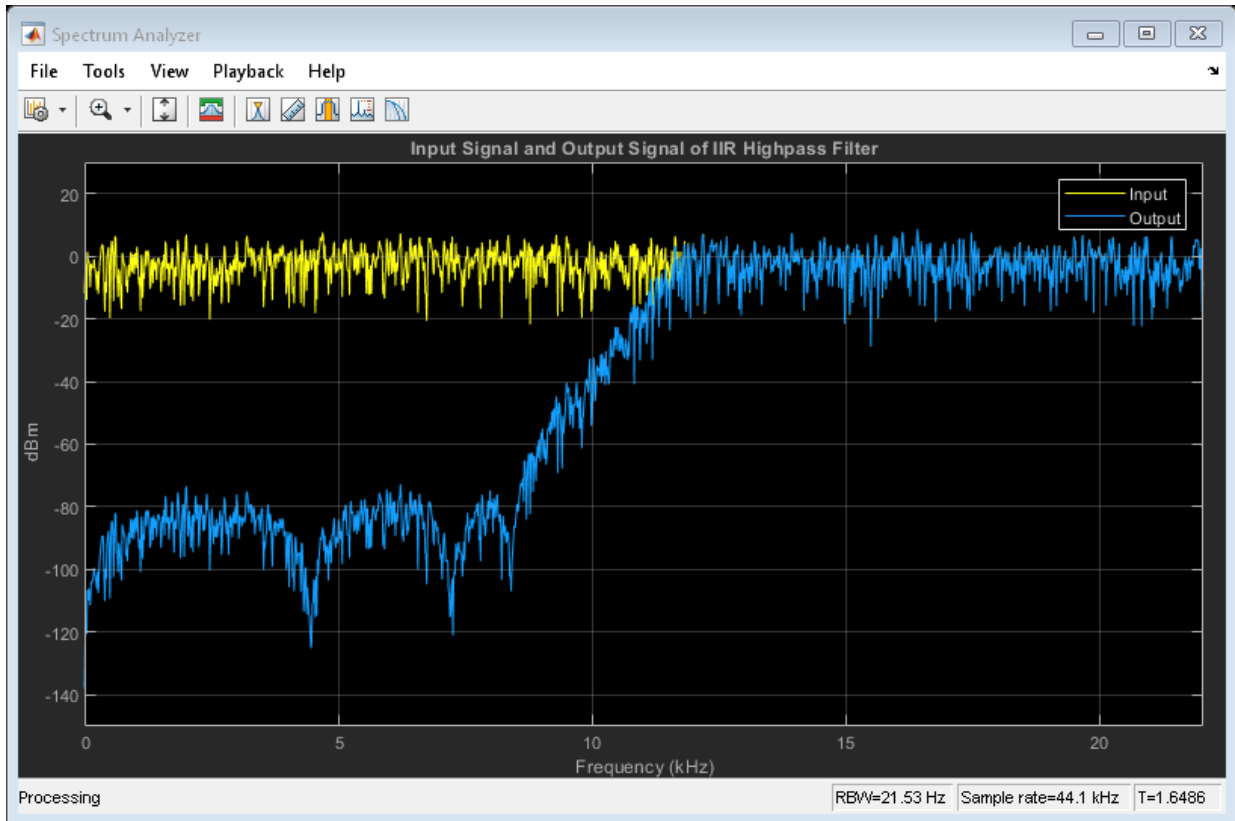 Spectrum Analyzer
File Tools View Playback Help
Input Signal and Output Signal of IIR Highpass Filter
Input
Output
20
0
-20
-40
-60
-80
-100
-120
-140
dBm
0 5 10 15 20
Frequency (kHz)
Processing RBW=21.53 Hz Sample rate=44.1 kHz T=1.6486